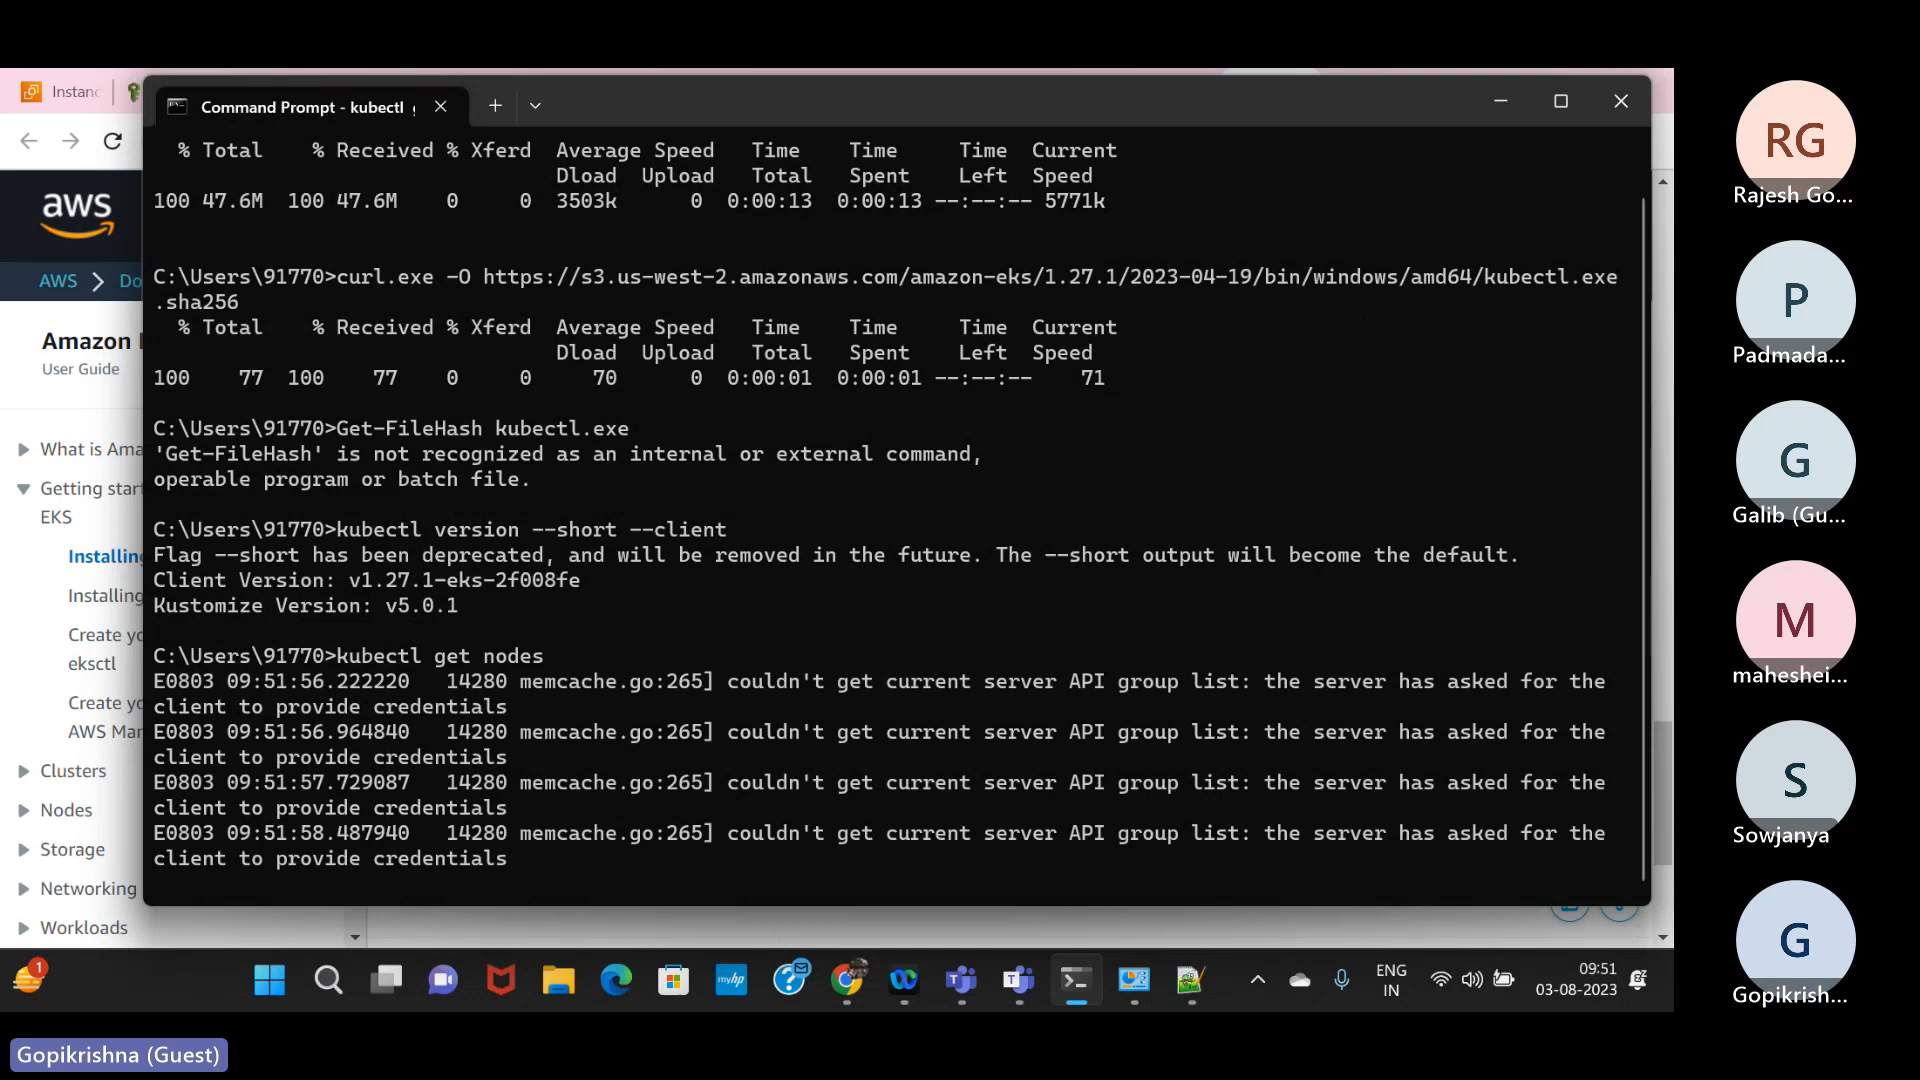 Instanc
Command Prompt - kubectl
aws
AWS > Do
Amazon
User Guide
What is Ama
Getting start
EKS
Installing
Installing
Create yo
eksctl
Create yo
AWS Man
Clusters
Nodes
Storage
Networking
Workloads
% Total % Received % Xferd Average Speed Time Time Time Current
Dload Upload Total Spent Left Speed
100 47.6M 100 47.6M 0 0 3503k 0 0:00:13 0:00:13 --:--:-- 5771k
C:\Users\91770>curl.exe -O https://s3.us-west-2.amazonaws.com/amazon-eks/1.27.1/2023-04-19/bin/windows/amd64/kubectl.exe
.sha256
% Total % Received % Xferd Average Speed Time Time Time Current
Dload Upload Total Spent Left Speed
100 77 100 77 0 0 70 0 0:00:01 0:00:01 --:--:-- 71
C:\Users\91770>Get-FileHash kubectl.exe
'Get-FileHash' is not recognized as an internal or external command,
operable program or batch file.
C:\Users\91770>kubectl version --short --client
Flag --short has been deprecated, and will be removed in the future. The --short output will become the default.
Client Version: v1.27.1-eks-2f008fe
Kustomize Version: v5.0.1
C:\Users\91770>kubectl get nodes
E0803 09:51:56.222220 14280 memcache.go:265] couldn't get current server API group list: the server has asked for the
client to provide credentials
E0803 09:51:56.964840 14280 memcache.go:265] couldn't get current server API group list: the server has asked for the
client to provide credentials
E0803 09:51:57.729087 14280 memcache.go:265] couldn't get current server API group list: the server has asked for the
client to provide credentials
E0803 09:51:58.487940 14280 memcache.go:265] couldn't get current server API group list: the server has asked for the
client to provide credentials
RG
Rajesh Go...
P
Padmada...
G
Galib (Gu...
M
maheshei...
S
Sowjanya
G
Gopikrish...
1
myhp
ENG
IN
09:51
03-08-2023
Gopikrishna (Guest)